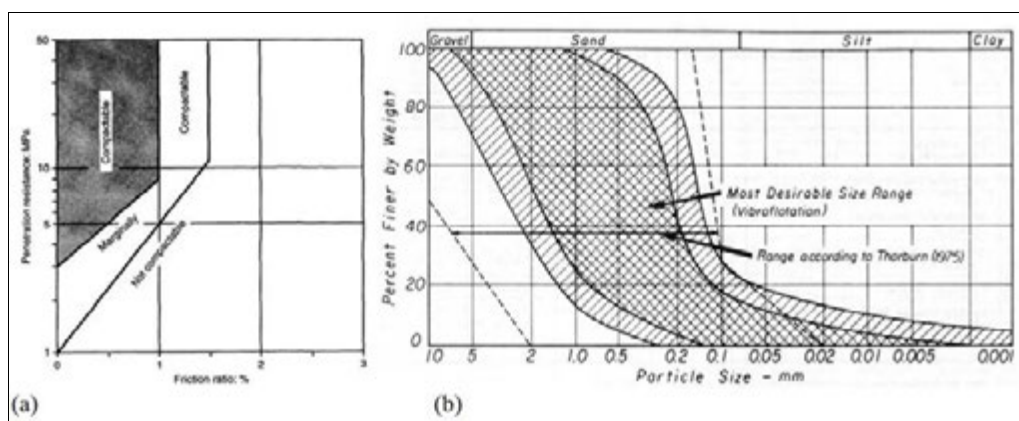 50
10
5
1
Penetration resistance: MPa
Compactable
Compactable
Marginally
Not compactable
0
1
2
3
Friction ratio: %
(a)
Gravel Sand Silt Clay
100
80
60
40
20
0
Percent Finer by Weight
Most Desirable Size Range
(Vibroflotation)
Range according to Thorburn (1975)
10 5 2 1.0 0.5 0.2 0.1 0.05 0.02 0.01 0.005 0.001
Particle Size - mm
(b)